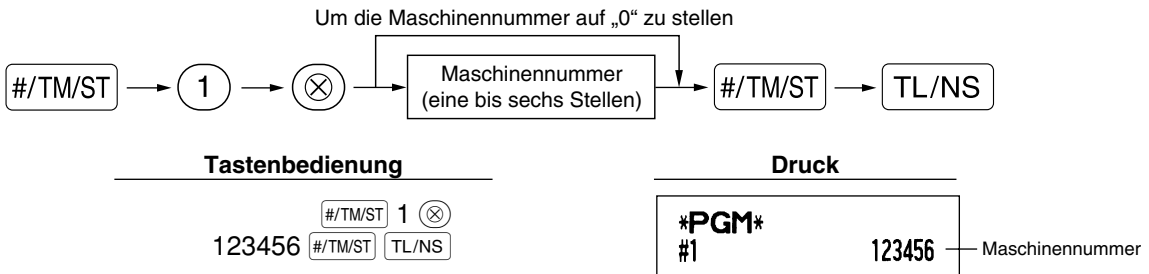 Um die Maschinennummer auf „0“ zu stellen
#/TM/ST 1 ⊗ Maschinennummer (eine bis sechs Stellen) #/TM/ST TL/NS
Tastenbedienung Druck
#/TM/ST 1 ⊗
123456 #/TM/ST TL/NS
*PGM*
#1 123456 Maschinennummer